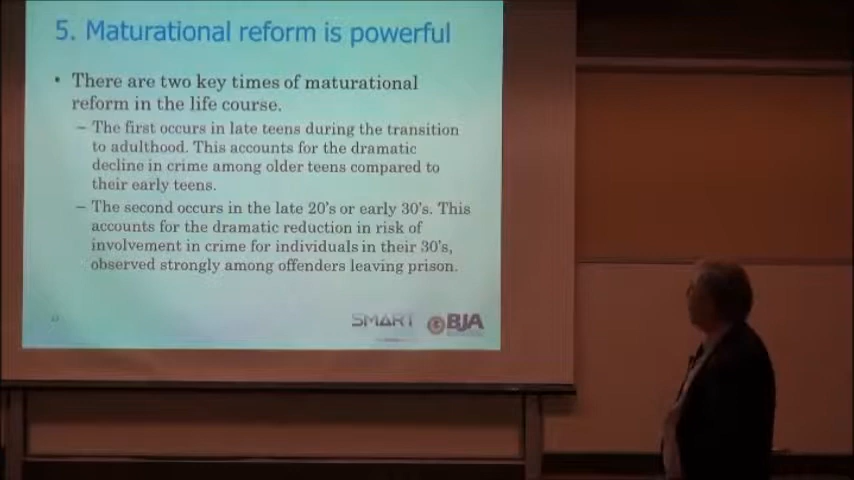 5. Maturational reform is powerful
• There are two key times of maturational
reform in the life course.
– The first occurs in late teens during the transition
to adulthood. This accounts for the dramatic
decline in crime among older teens compared to
their early teens.
– The second occurs in the late 20's or early 30's. This
accounts for the dramatic reduction in risk of
involvement in crime for individuals in their 30's,
observed strongly among offenders leaving prison.
SMART BJA